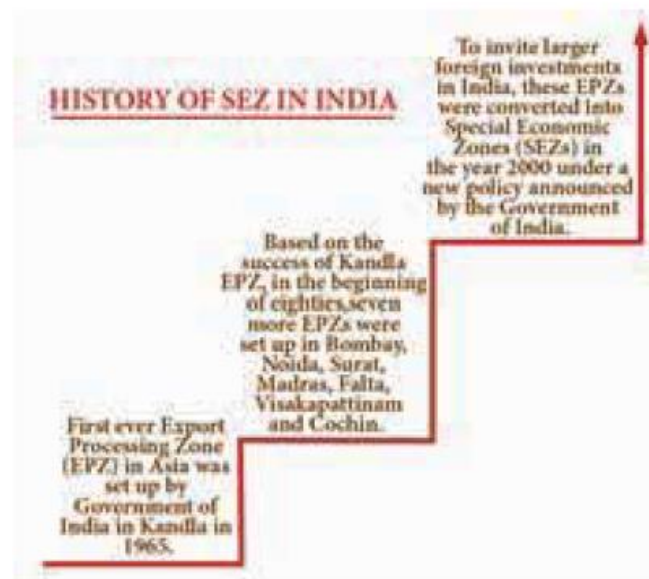 HISTORY OF SEZ IN INDIA
First ever Export
Processing Zone
(EPZ) in Asia was
set up by
Government of
India in Kandla in
1965.
Based on the
success of Kandla
EPZ, in the beginning
of eighties,seven
more EPZs were
set up in Bombay,
Noida, Surat,
Madras, Falta,
Visakapattinam
and Cochin.
To invite larger
foreign investments
in India, these EPZs
were converted into
Special Economic
Zones (SEZs) in
the year 2000 under a
new policy announced
by the Government
of India.